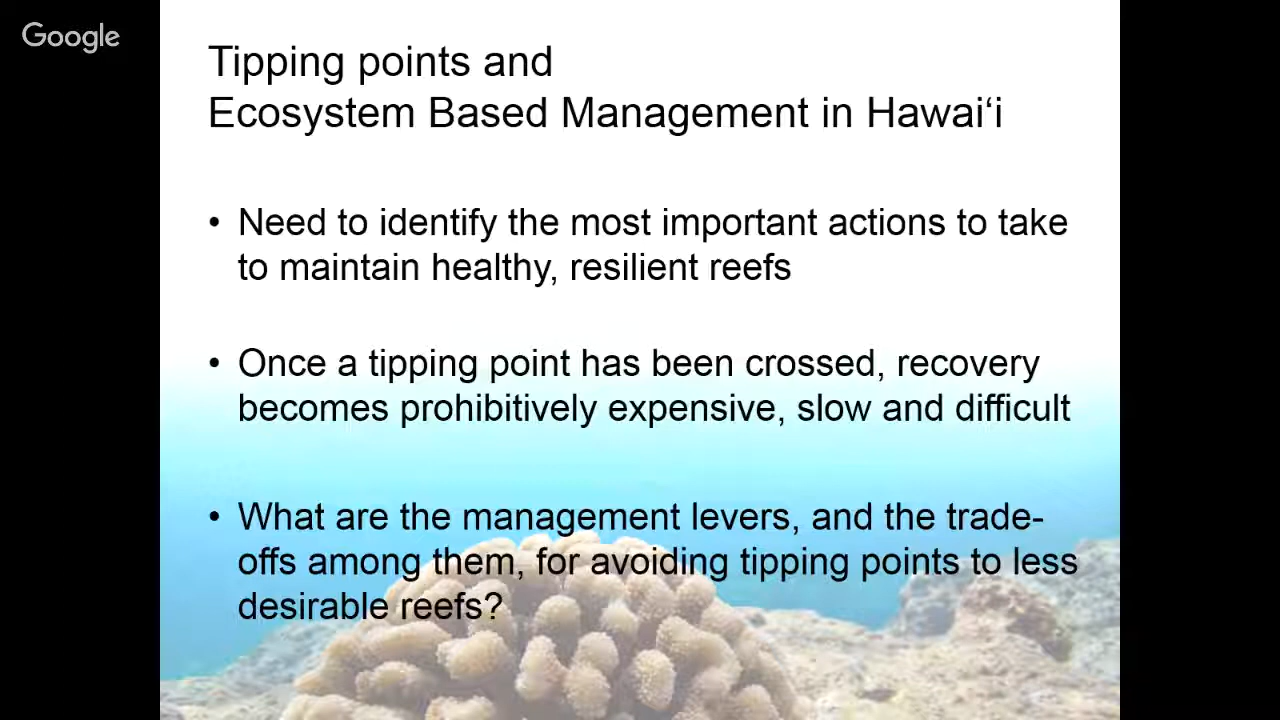 Google
Tipping points and
Ecosystem Based Management in Hawai‘i
• Need to identify the most important actions to take
to maintain healthy, resilient reefs
• Once a tipping point has been crossed, recovery
becomes prohibitively expensive, slow and difficult
• What are the management levers, and the trade-
offs among them, for avoiding tipping points to less
desirable reefs?